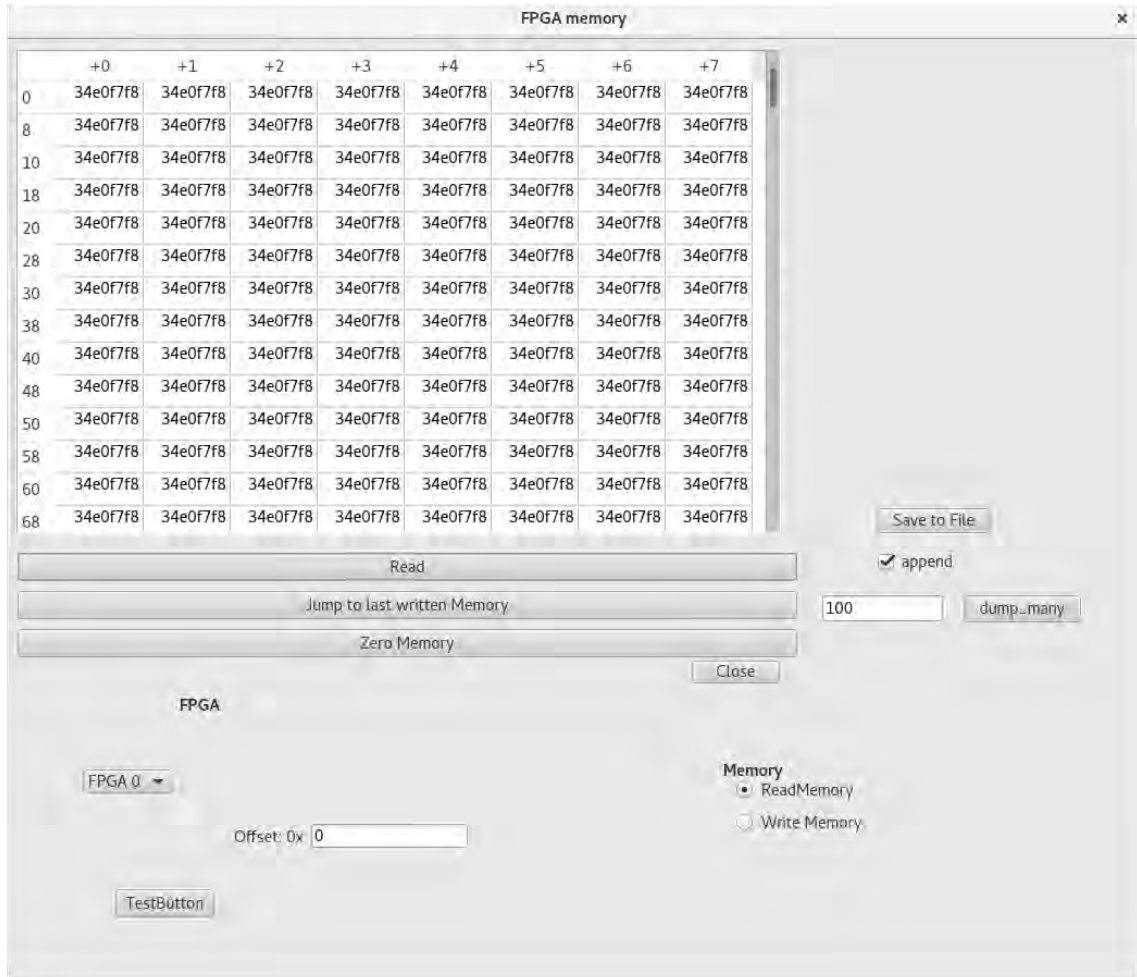 FPGA memory ×
+0 +1 +2 +3 +4 +5 +6 +7
0 34e0f7f8 34e0f7f8 34e0f7f8 34e0f7f8 34e0f7f8 34e0f7f8 34e0f7f8 34e0f7f8
8 34e0f7f8 34e0f7f8 34e0f7f8 34e0f7f8 34e0f7f8 34e0f7f8 34e0f7f8 34e0f7f8
10 34e0f7f8 34e0f7f8 34e0f7f8 34e0f7f8 34e0f7f8 34e0f7f8 34e0f7f8 34e0f7f8
18 34e0f7f8 34e0f7f8 34e0f7f8 34e0f7f8 34e0f7f8 34e0f7f8 34e0f7f8 34e0f7f8
20 34e0f7f8 34e0f7f8 34e0f7f8 34e0f7f8 34e0f7f8 34e0f7f8 34e0f7f8 34e0f7f8
28 34e0f7f8 34e0f7f8 34e0f7f8 34e0f7f8 34e0f7f8 34e0f7f8 34e0f7f8 34e0f7f8
30 34e0f7f8 34e0f7f8 34e0f7f8 34e0f7f8 34e0f7f8 34e0f7f8 34e0f7f8 34e0f7f8
38 34e0f7f8 34e0f7f8 34e0f7f8 34e0f7f8 34e0f7f8 34e0f7f8 34e0f7f8 34e0f7f8
40 34e0f7f8 34e0f7f8 34e0f7f8 34e0f7f8 34e0f7f8 34e0f7f8 34e0f7f8 34e0f7f8
48 34e0f7f8 34e0f7f8 34e0f7f8 34e0f7f8 34e0f7f8 34e0f7f8 34e0f7f8 34e0f7f8
50 34e0f7f8 34e0f7f8 34e0f7f8 34e0f7f8 34e0f7f8 34e0f7f8 34e0f7f8 34e0f7f8
58 34e0f7f8 34e0f7f8 34e0f7f8 34e0f7f8 34e0f7f8 34e0f7f8 34e0f7f8 34e0f7f8
60 34e0f7f8 34e0f7f8 34e0f7f8 34e0f7f8 34e0f7f8 34e0f7f8 34e0f7f8 34e0f7f8
68 34e0f7f8 34e0f7f8 34e0f7f8 34e0f7f8 34e0f7f8 34e0f7f8 34e0f7f8 34e0f7f8
Save to File
Read
append
Jump to last written Memory
100 dump_many
Zero Memory
Close
FPGA
FPGA 0
Memory
ReadMemory
Write Memory
Offset: 0x 0
TestButton